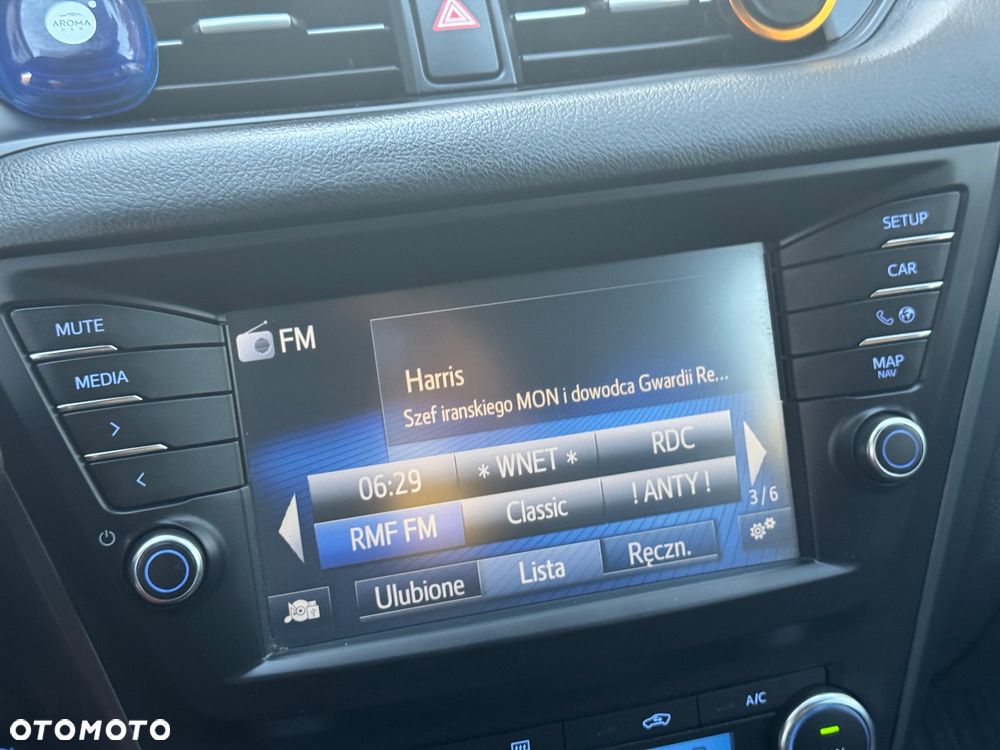 AROMA
CAR
SETUP
CAR
MAP
NAV
MUTE
MEDIA
>
<
FM
Harris
Szef iranskiego MON i dowodca Gwardii Re...
06:29
* WNET *
RDC
RMF FM
Classic
! ANTY !
3/6
Ulubione
Lista
Ręczn.
A/C
OTOMOTO